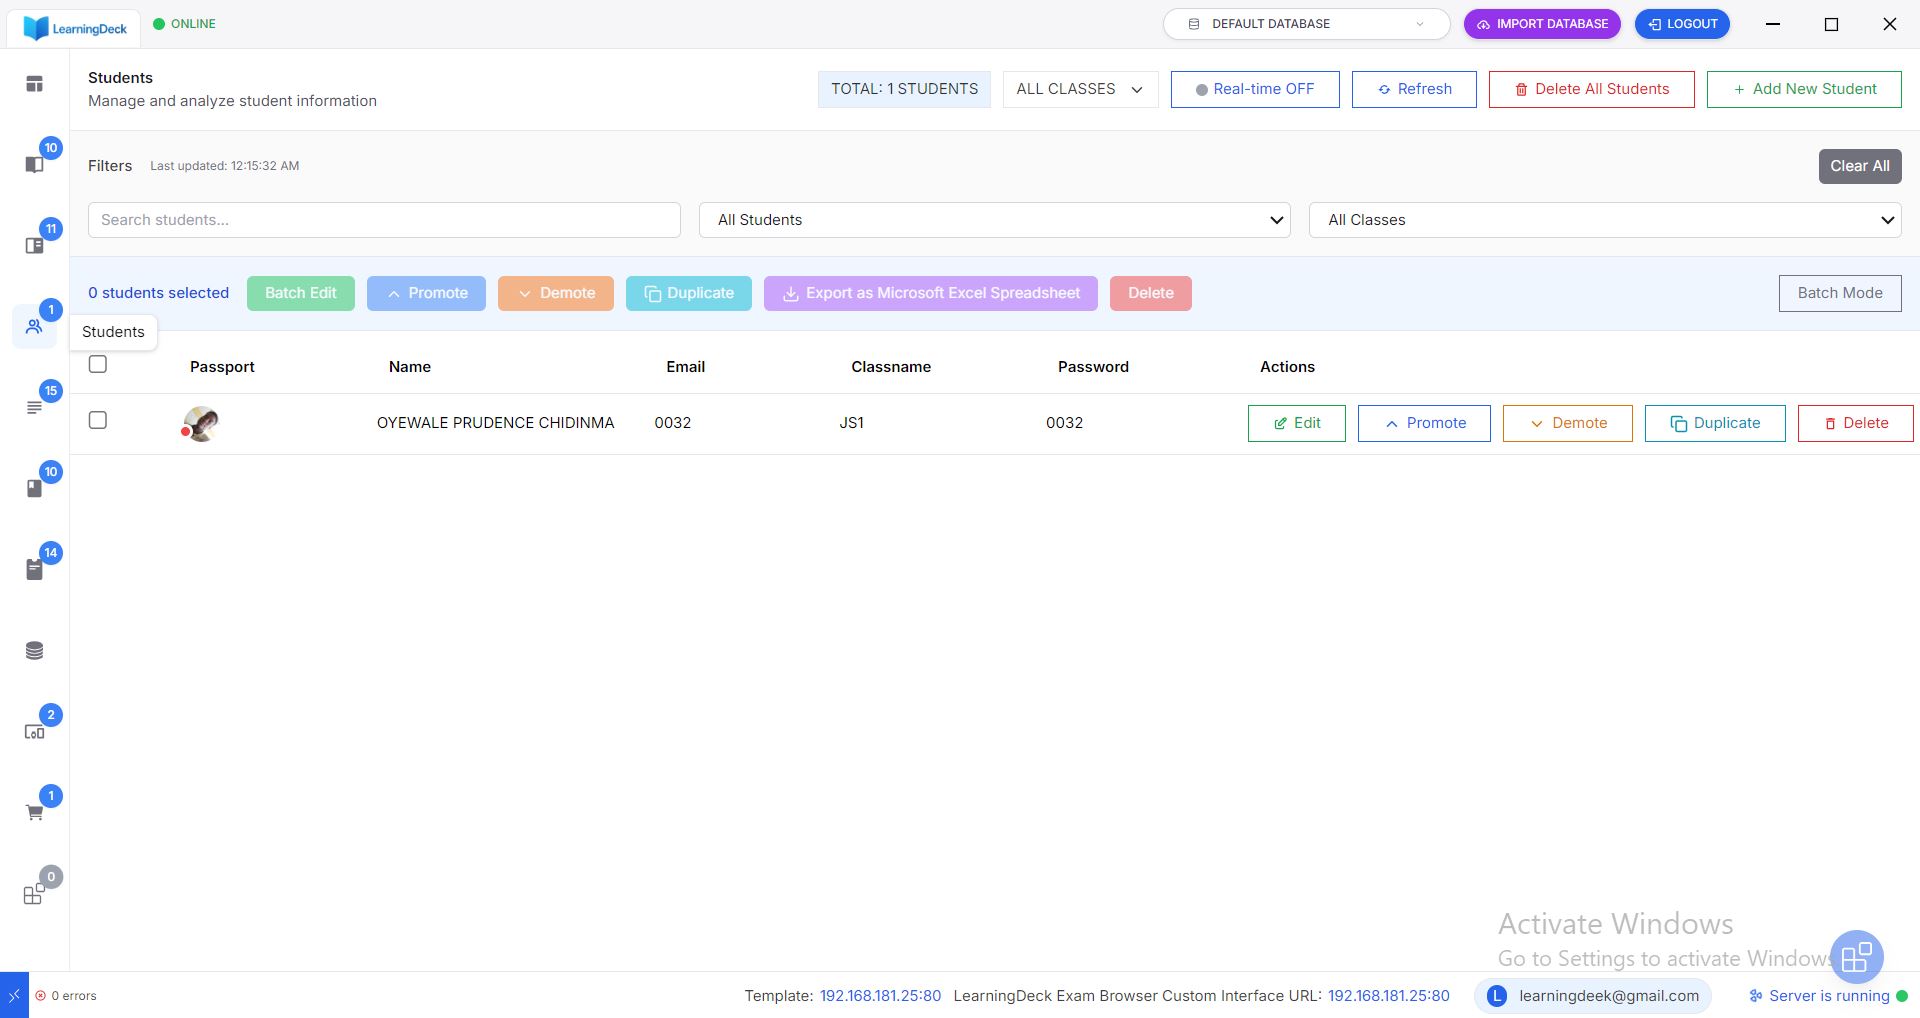 LearningDeck
ONLINE
DEFAULT DATABASE
IMPORT DATABASE
LOGOUT
Students
Manage and analyze student information
TOTAL: 1 STUDENTS
ALL CLASSES
Real-time OFF
Refresh
Delete All Students
+ Add New Student
10
Filters
Last updated: 12:15:32 AM
Clear All
Search students...
All Students
All Classes
11
0 students selected
Batch Edit
Promote
Demote
Duplicate
Export as Microsoft Excel Spreadsheet
Delete
Batch Mode
1
Students
Passport
Name
Email
Classname
Password
Actions
15
OYEWALE PRUDENCE CHIDINMA
0032
JS1
0032
Edit
Promote
Demote
Duplicate
Delete
10
14
2
1
0
Activate Windows
Go to Settings to activate Windows
0 errors
Template: 192.168.181.25:80
LearningDeck Exam Browser Custom Interface URL: 192.168.181.25:80
L
learningdeek@gmail.com
Server is running